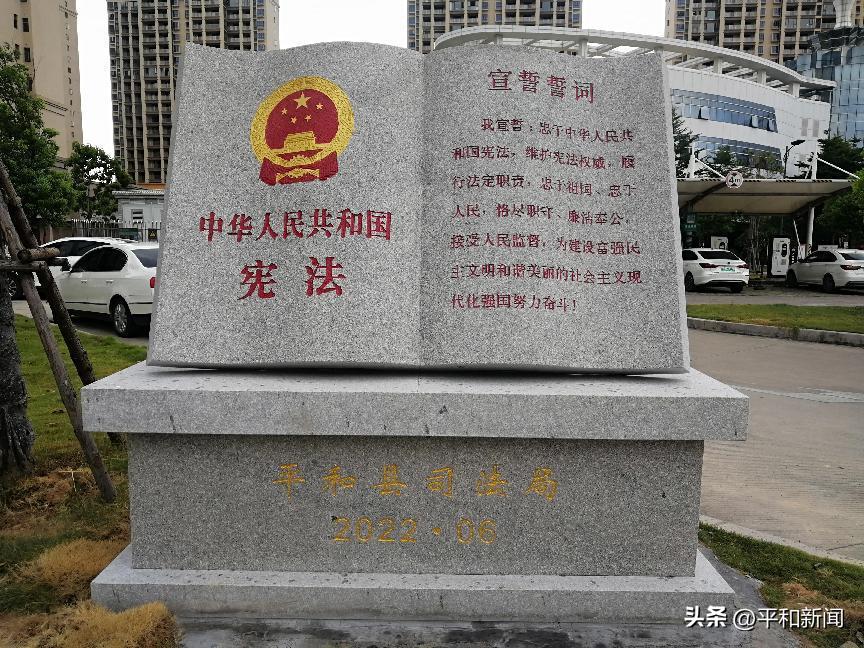 中华人民共和国
宪法
宣誓誓词
我宣誓：忠于中华人民共
和国宪法，维护宪法权威，履
行法定职责，忠于祖国、忠于
人民，恪尽职守、廉洁奉公，
接受人民监督，为建设富强民
主文明和谐美丽的社会主义现
代化强国努力奋斗！
平和县司法局
2022·06
4m
头条 @平和新闻